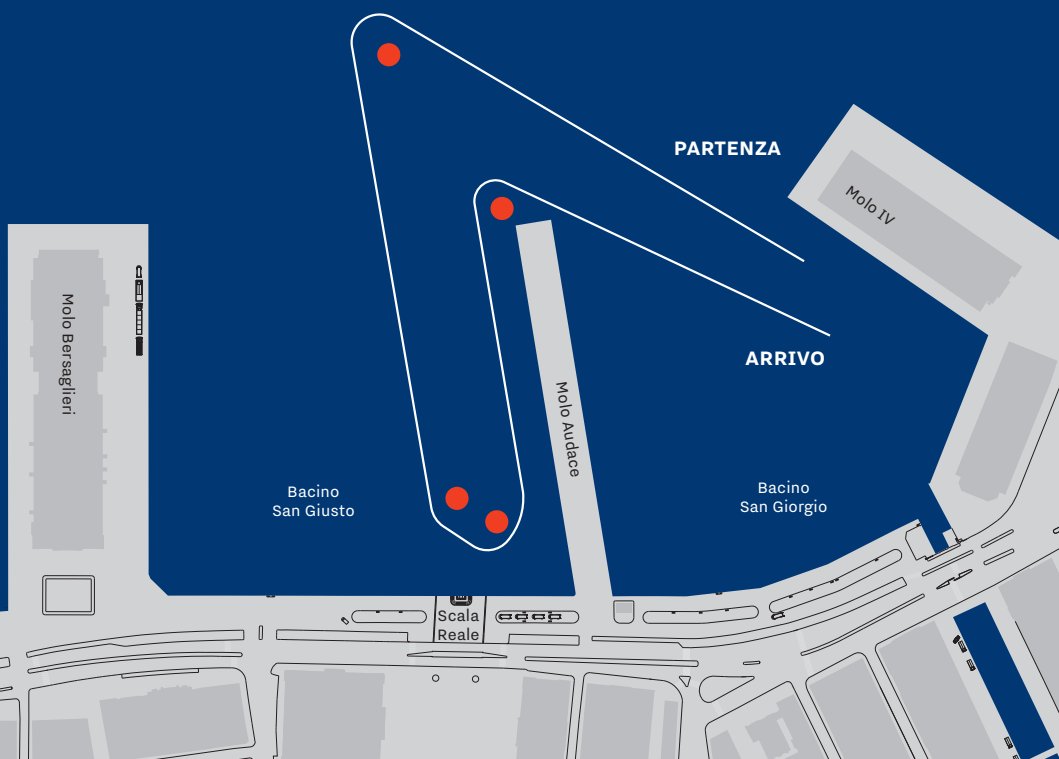 PARTENZA
Molo IV
Molo Bersaglieri
ARRIVO
Molo Audace
Bacino
San Giusto
Bacino
San Giorgio
Scala
Reale